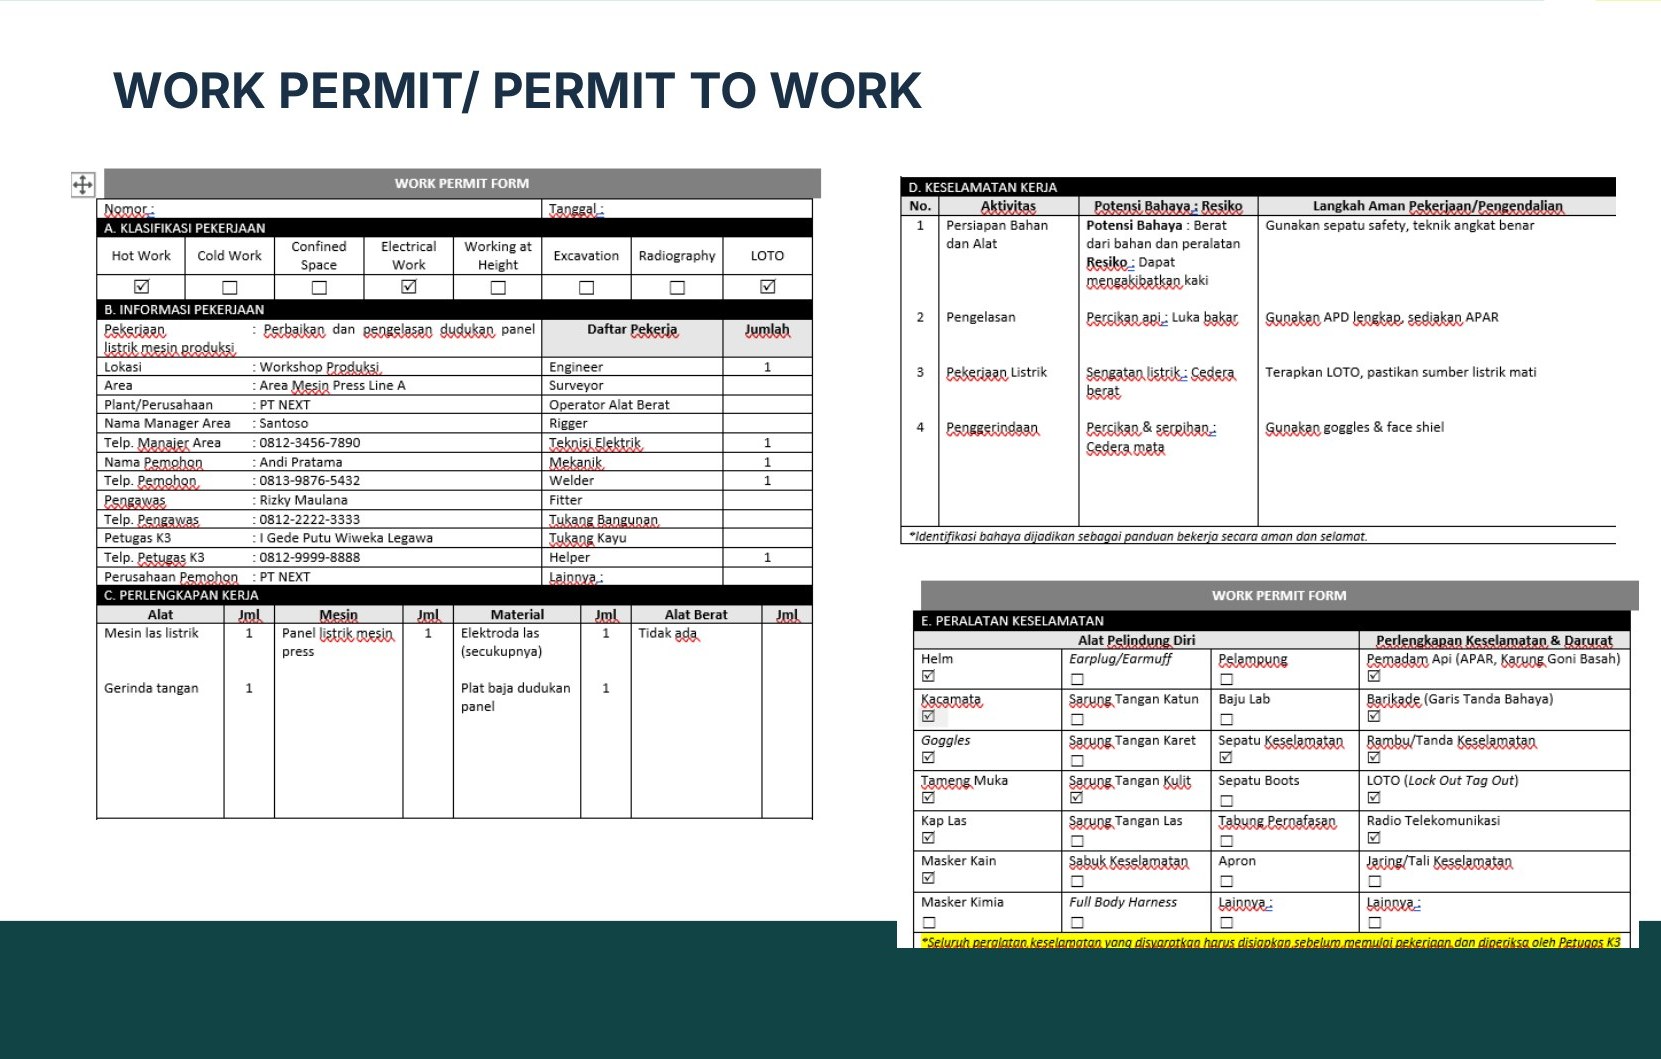 WORK PERMIT/ PERMIT TO WORK
WORK PERMIT FORM
Nomor : Tanggal :
A. KLASIFIKASI PEKERJAAN
Hot Work Cold Work Confined Space Electrical Work Working at Height Excavation Radiography LOTO
☑ ☐ ☐ ☑ ☐ ☐ ☐ ☑
B. INFORMASI PEKERJAAN
Pekerjaan : Perbaikan dan pengelasan dudukan panel Daftar Pekerja Jumlah
listrik mesin produksi
Lokasi : Workshop Produksi Engineer 1
Area : Area Mesin Press Line A Surveyor
Plant/Perusahaan : PT NEXT Operator Alat Berat
Nama Manager Area : Santoso Rigger
Telp. Manajer Area : 0812-3456-7890 Teknisi Elektrik 1
Nama Pemohon : Andi Pratama Mekanik 1
Telp. Pemohon : 0813-9876-5432 Welder 1
Pengawas : Rizky Maulana Fitter
Telp. Pengawas : 0812-2222-3333 Tukang Bangunan
Petugas K3 : I Gede Putu Wiweka Legawa Tukang Kayu
Telp. Petugas K3 : 0812-9999-8888 Helper 1
Perusahaan Pemohon : PT NEXT Lainnya :
C. PERLENGKAPAN KERJA
Alat Jml Mesin Jml Material Jml Alat Berat Jml
Mesin las listrik 1 Panel listrik mesin 1 Elektroda las 1 Tidak ada
press (secukupnya)
Gerinda tangan 1 Plat baja dudukan 1
panel
D. KESELAMATAN KERJA
No. Aktivitas Potensi Bahaya : Resiko Langkah Aman Pekerjaan/Pengendalian
1 Persiapan Bahan Potensi Bahaya : Berat Gunakan sepatu safety, teknik angkat benar
dan Alat dari bahan dan peralatan
Resiko : Dapat
mengakibatkan kaki
2 Pengelasan Percikan api : Luka bakar Gunakan APD lengkap, sediakan APAR
3 Pekerjaan Listrik Sengatan listrik : Cedera Terapkan LOTO, pastikan sumber listrik mati
berat
4 Penggerindaan Percikan & serpihan : Gunakan goggles & face shiel
Cedera mata
*Identifikasi bahaya dijadikan sebagai panduan bekerja secara aman dan selamat.
WORK PERMIT FORM
E. PERALATAN KESELAMATAN
Alat Pelindung Diri Perlengkapan Keselamatan & Darurat
Helm Earplug/Earmuff Pelampung Pemadam Api (APAR, Karung Goni Basah)
☑ ☐ ☐ ☑
Kacamata Sarung Tangan Katun Baju Lab Barikade (Garis Tanda Bahaya)
☑ ☐ ☐ ☑
Goggles Sarung Tangan Karet Sepatu Keselamatan Rambu/Tanda Keselamatan
☑ ☐ ☑ ☑
Tameng Muka Sarung Tangan Kulit Sepatu Boots LOTO (Lock Out Tag Out)
☑ ☑ ☐ ☑
Kap Las Sarung Tangan Las Tabung Pernafasan Radio Telekomunikasi
☑ ☐ ☐ ☑
Masker Kain Sabuk Keselamatan Apron Jaring/Tali Keselamatan
☑ ☐ ☐ ☐
Masker Kimia Full Body Harness Lainnya : Lainnya :
☐ ☐ ☐ ☐
*Seluruh peralatan keselamatan yang disyaratkan harus disiapkan sebelum memulai pekerjaan dan diperiksa oleh Petugas K3